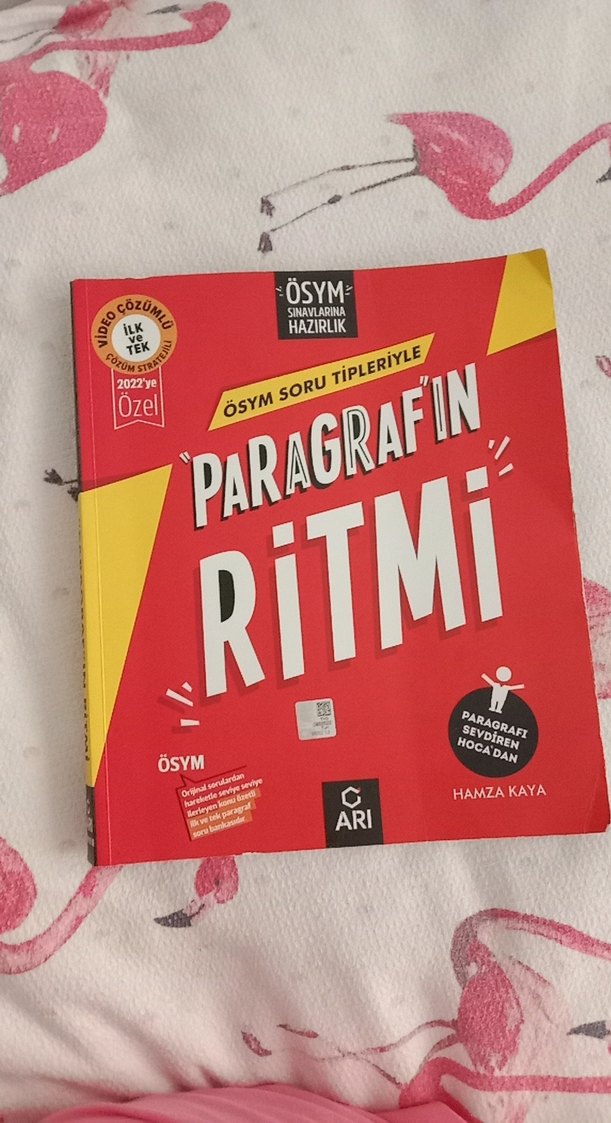 ÖSYM
SINAVLARINA
HAZIRLIK
VİDEO ÇÖZÜMLÜ
İLK
ve
TEK
ÇÖZÜM STRATEJİLİ
2022'ye
Özel
ÖSYM SORU TİPLERİYLE
"PARAGRAF"IN
RİTMİ
PARAGRAFI
SEVDİREN
HOCA'DAN
HAMZA KAYA
ÖSYM
Orijinal sorulardan
hareketle seviye seviye
ilerleyen konu özetli
ilk ve tek paragraf
soru bankasıdır.
ARI